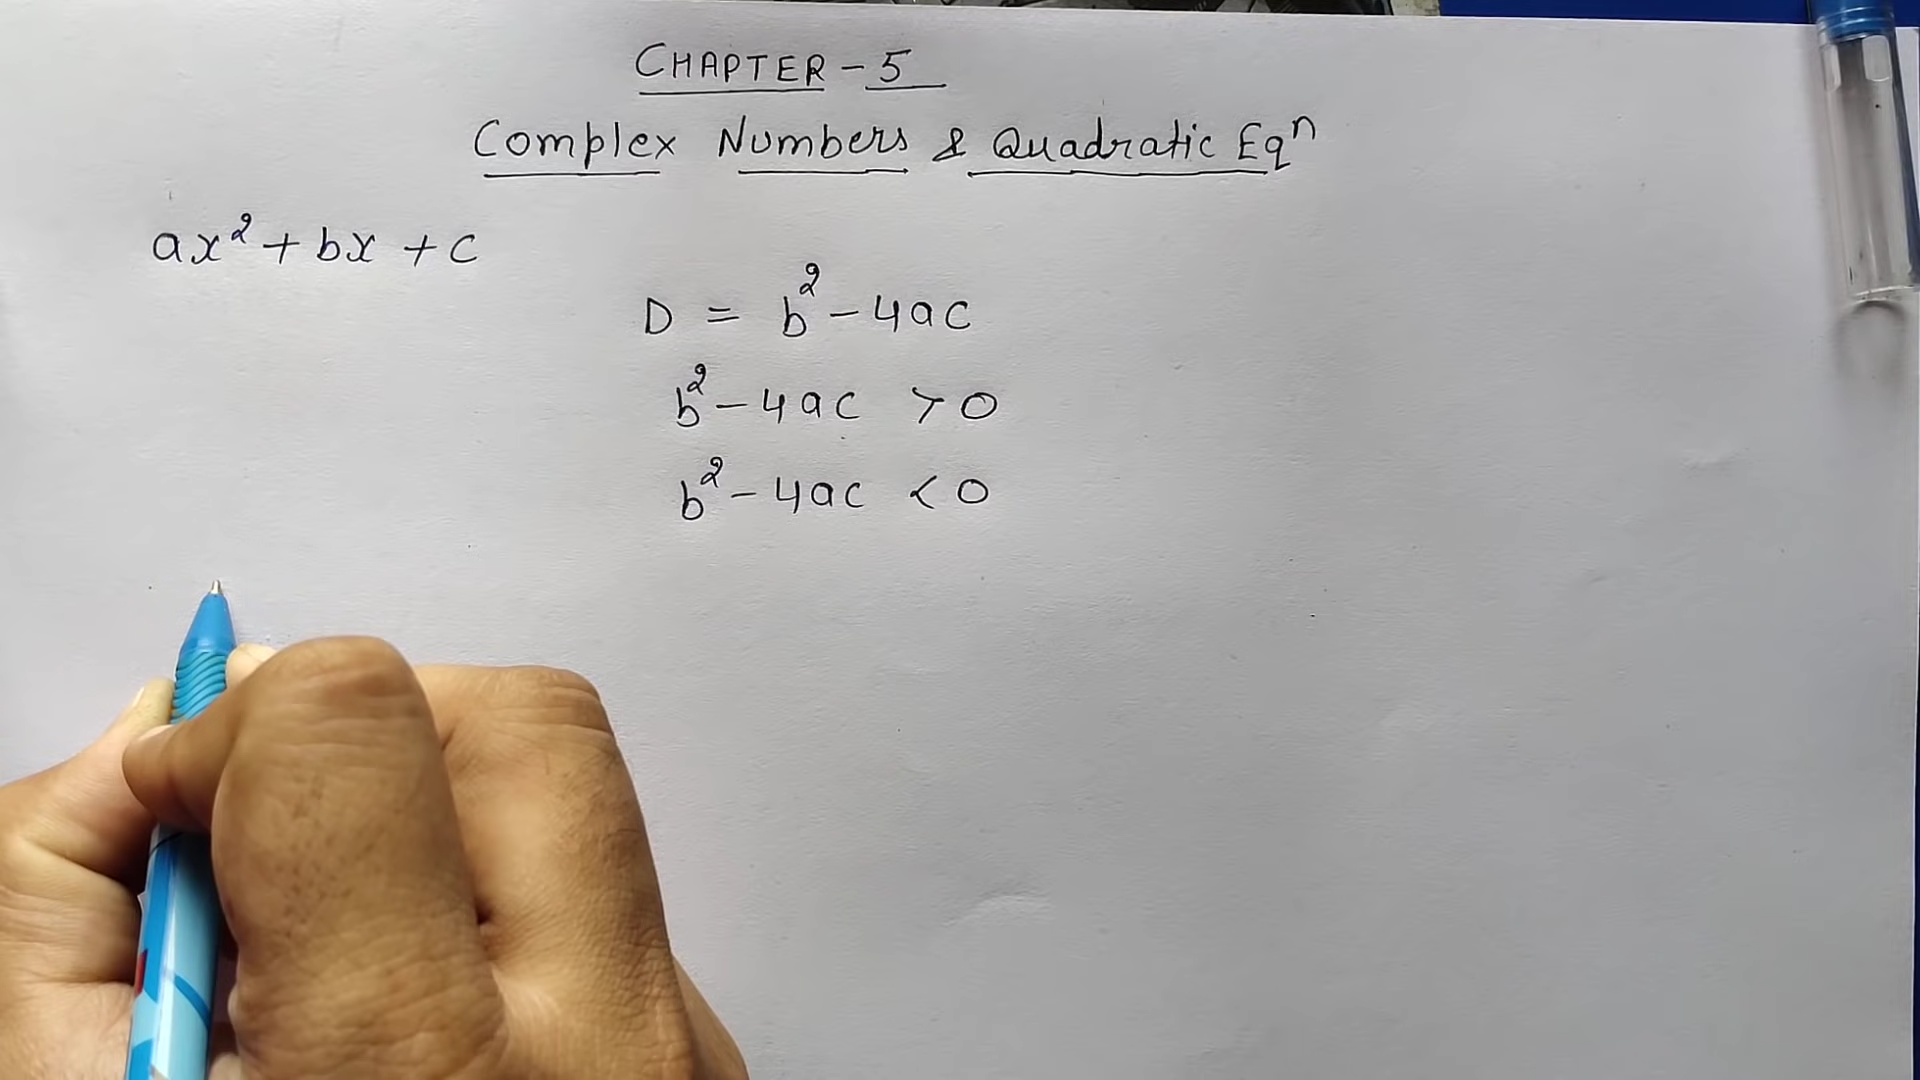 CHAPTER - 5
Complex Numbers & Quadratic Eqⁿ
ax² + bx + c
D = b² - 4ac
b² - 4ac > 0
b² - 4ac < 0